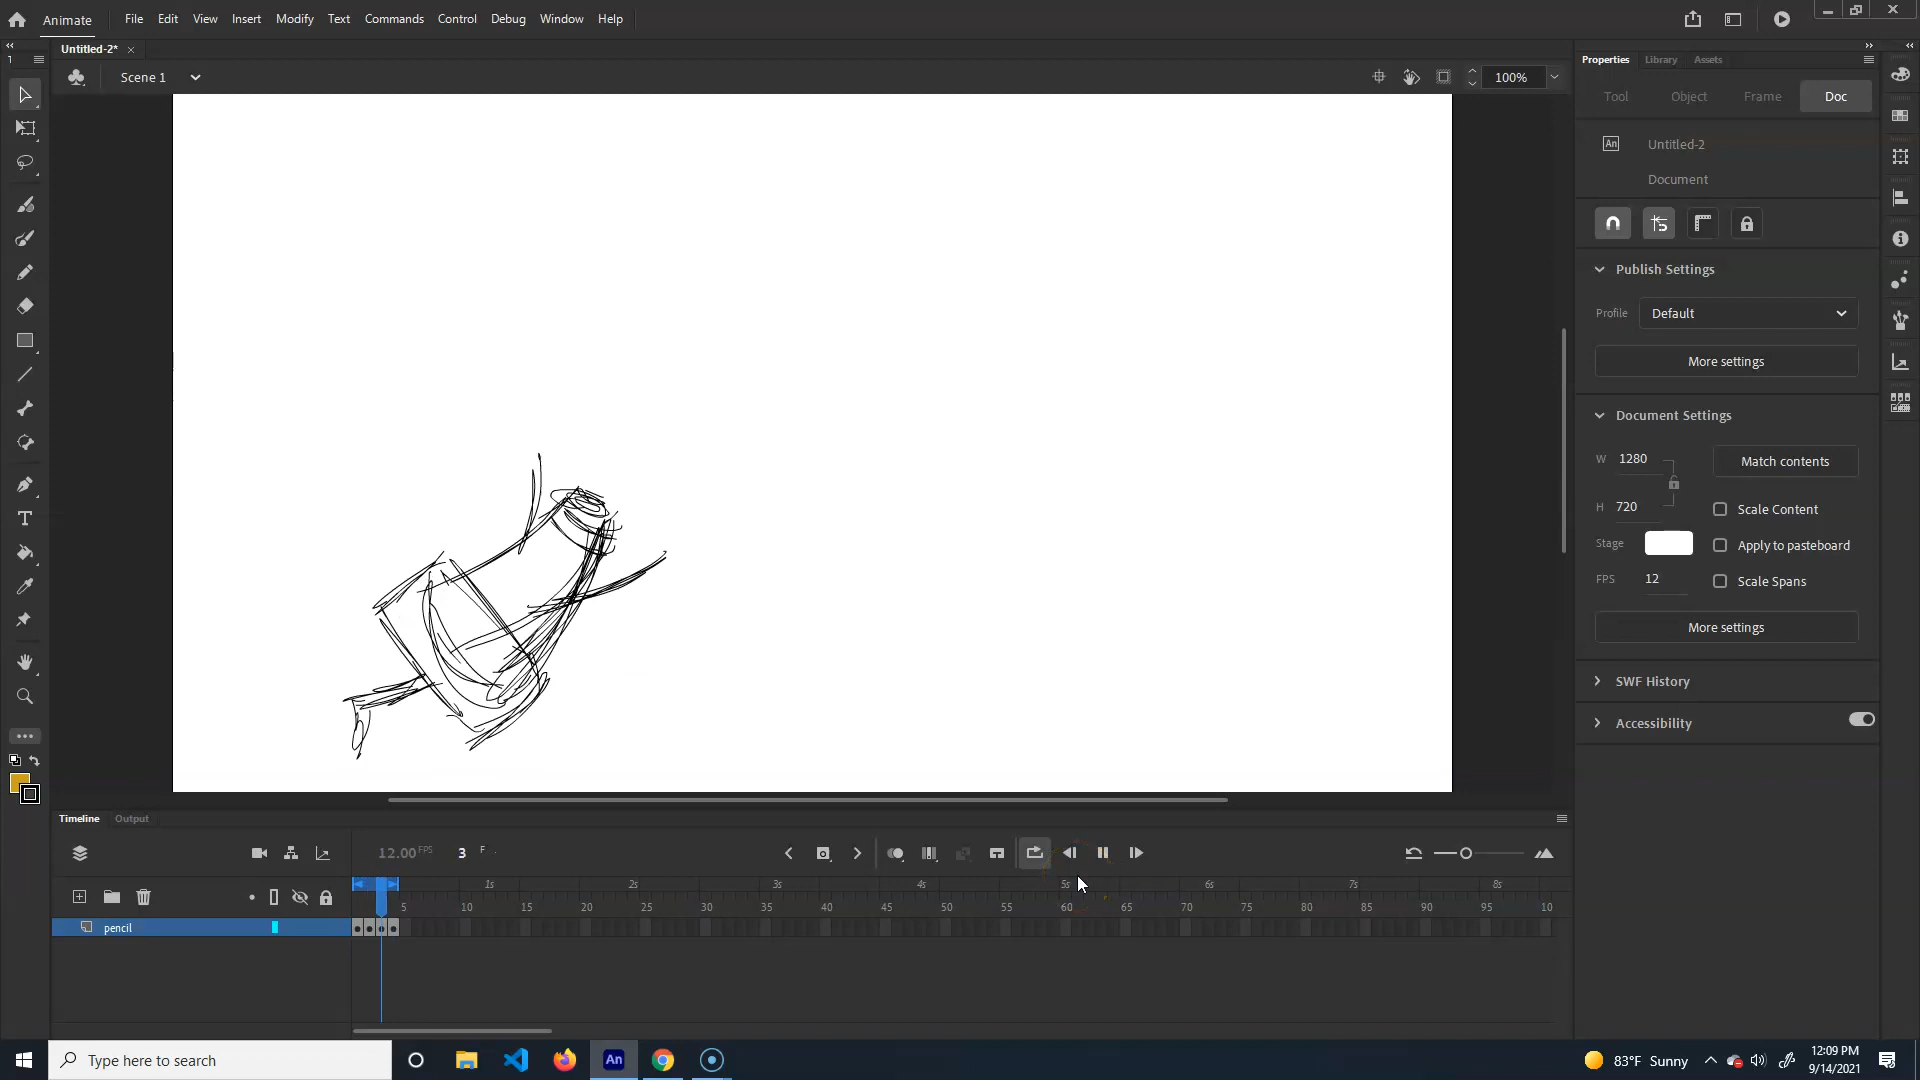 Animate File Edit View Insert Modify Text Commands Control Debug Window Help
Untitled-2* ×
Scene 1 100%
Properties Library Assets
Tool Object Frame Doc
An Untitled-2
Document
Publish Settings
Profile Default
More settings
Document Settings
W 1280 Match contents
H 720 Scale Content
Stage Apply to pasteboard
FPS 12 Scale Spans
More settings
SWF History
Accessibility
Timeline Output
12.00 FPS 3 F
1s 2s 3s 4s 5s 6s 7s 8s
5 10 15 20 25 30 35 40 45 50 55 60 65 70 75 80 85 90 95 10
pencil
Type here to search An 83°F Sunny 12:09 PM
9/14/2021